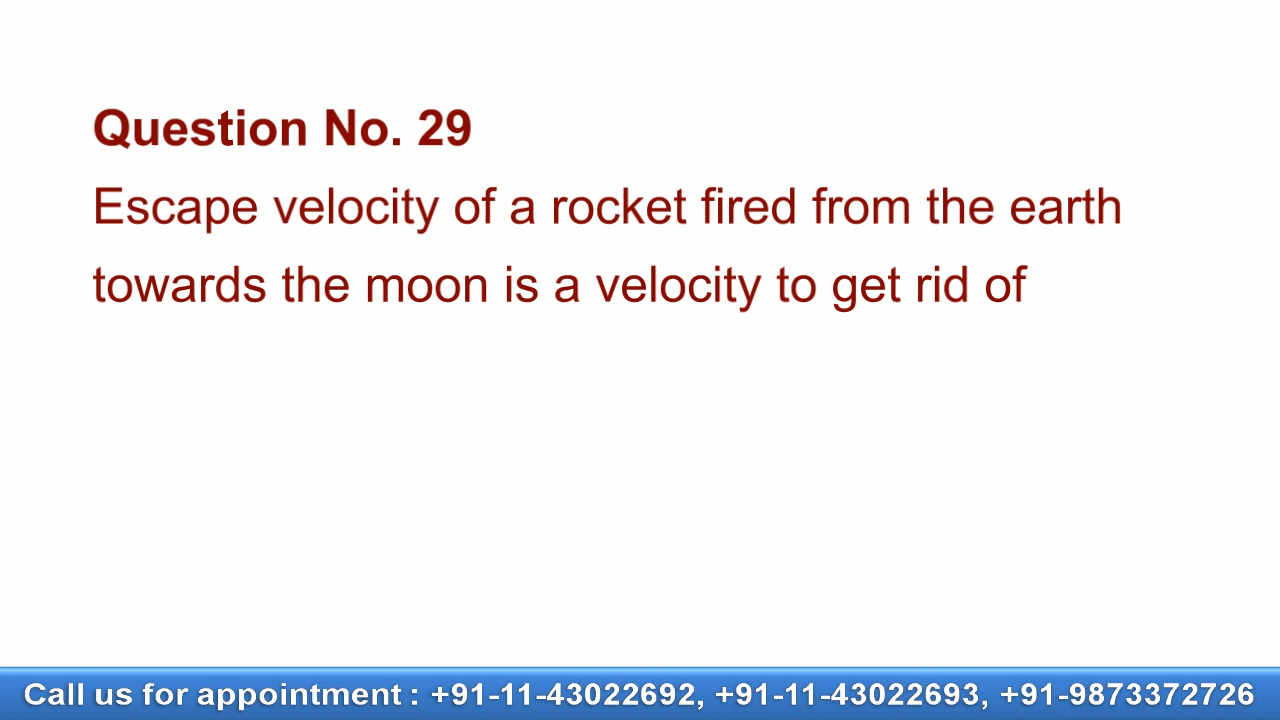 Question No. 29
Escape velocity of a rocket fired from the earth
towards the moon is a velocity to get rid of
Call us for appointment : +91-11-43022692, +91-11-43022693, +91-9873372726